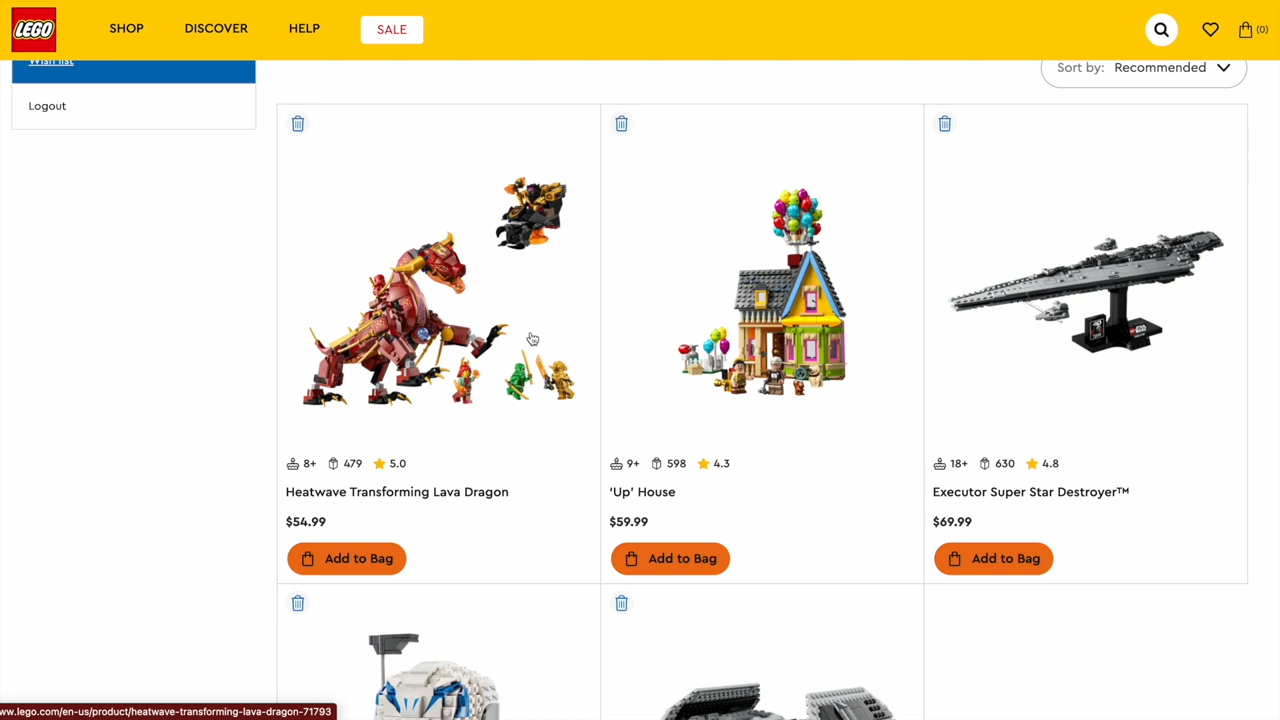 LEGO
SHOP
DISCOVER
HELP
SALE
(0)
Wish list
Logout
Sort by: Recommended
8+ 479 5.0
Heatwave Transforming Lava Dragon
$54.99
Add to Bag
9+ 598 4.3
'Up' House
$59.99
Add to Bag
18+ 630 4.8
Executor Super Star Destroyer™
$69.99
Add to Bag
ww.lego.com/en-us/product/heatwave-transforming-lava-dragon-71793